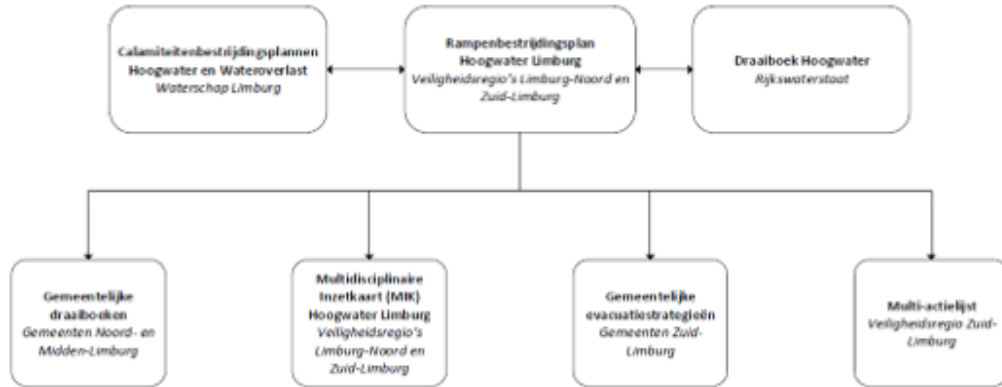 Calamiteitenbestrijdingsplannen
Hoogwater en Wateroverlast
Waterschap Limburg
Rampenbestrijdingsplan
Hoogwater Limburg
Veiligheidsregio's Limburg-Noord en
Zuid-Limburg
Draaiboek Hoogwater
Rijkswaterstaat
Gemeentelijke
draaiboeken
Gemeenten Noord- en
Midden-Limburg
Multidisciplinaire
Inzetkaart (MIK)
Hoogwater Limburg
Veiligheidsregio's
Limburg-Noord en
Zuid-Limburg
Gemeentelijke
evacuatiestrategieën
Gemeenten Zuid-
Limburg
Multi-actielijst
Veiligheidsregio Zuid-
Limburg